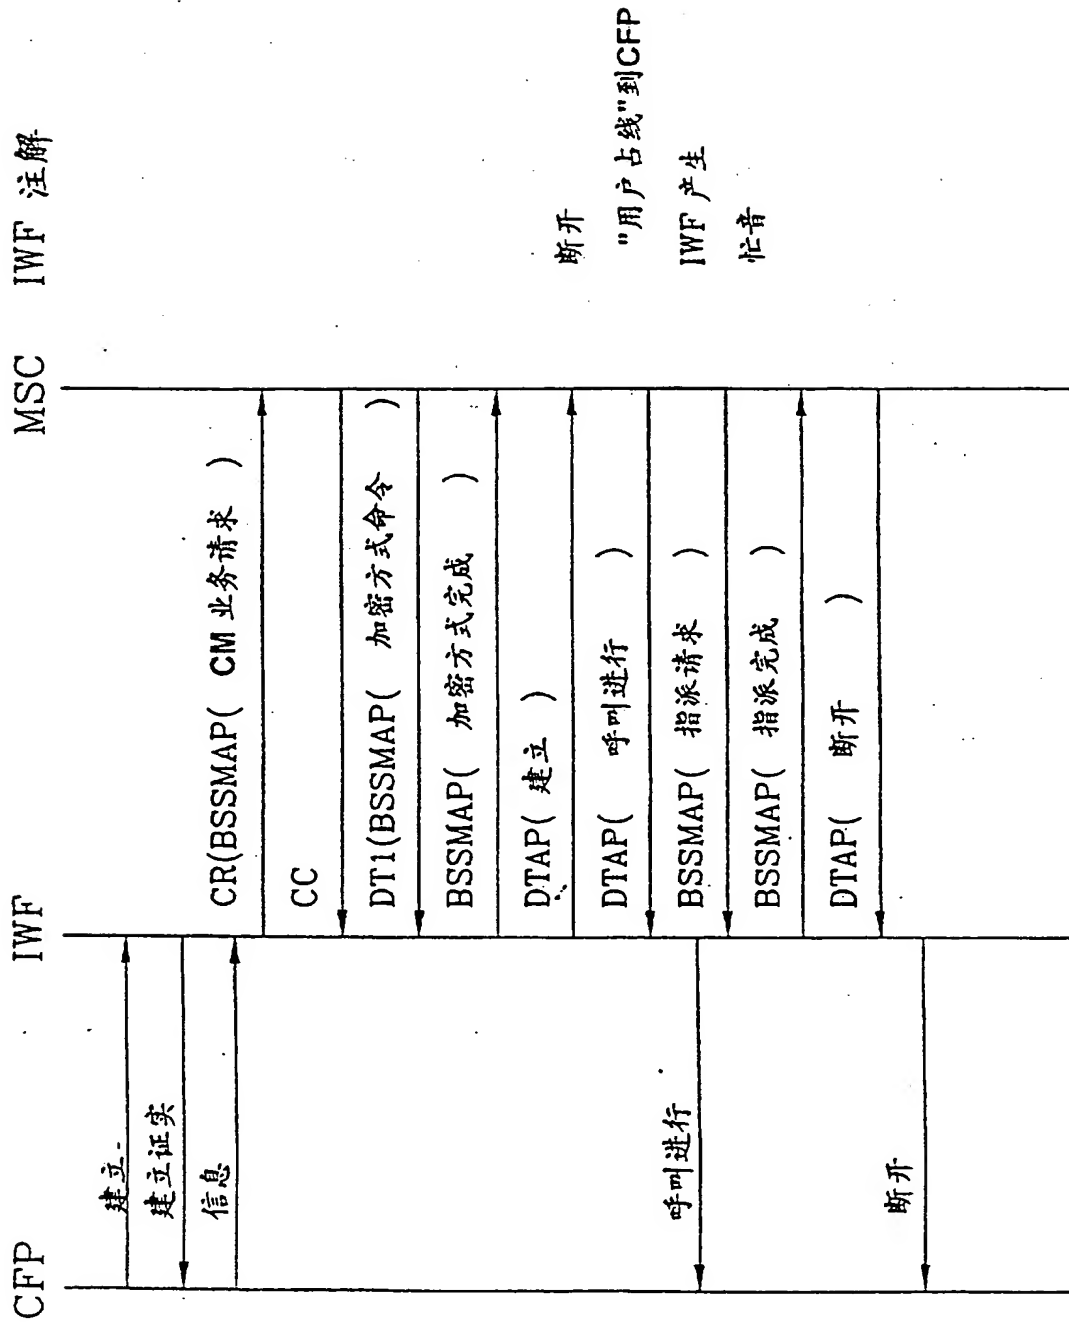 CFP
IWF
MSC
IWF 注解
建立
建立证实
信息
CR(BSSMAP( CM 业务请求 )
CC
DT1(BSSMAP( 加密方式命令 )
BSSMAP( 加密方式完成 )
DTAP( 建立 )
DTAP( 呼叫进行 )
BSSMAP( 指派请求 )
呼叫进行
BSSMAP( 指派完成 )
DTAP( 断开 )
断开
断开
"用户占线"到CFP
IWF 产生
忙音